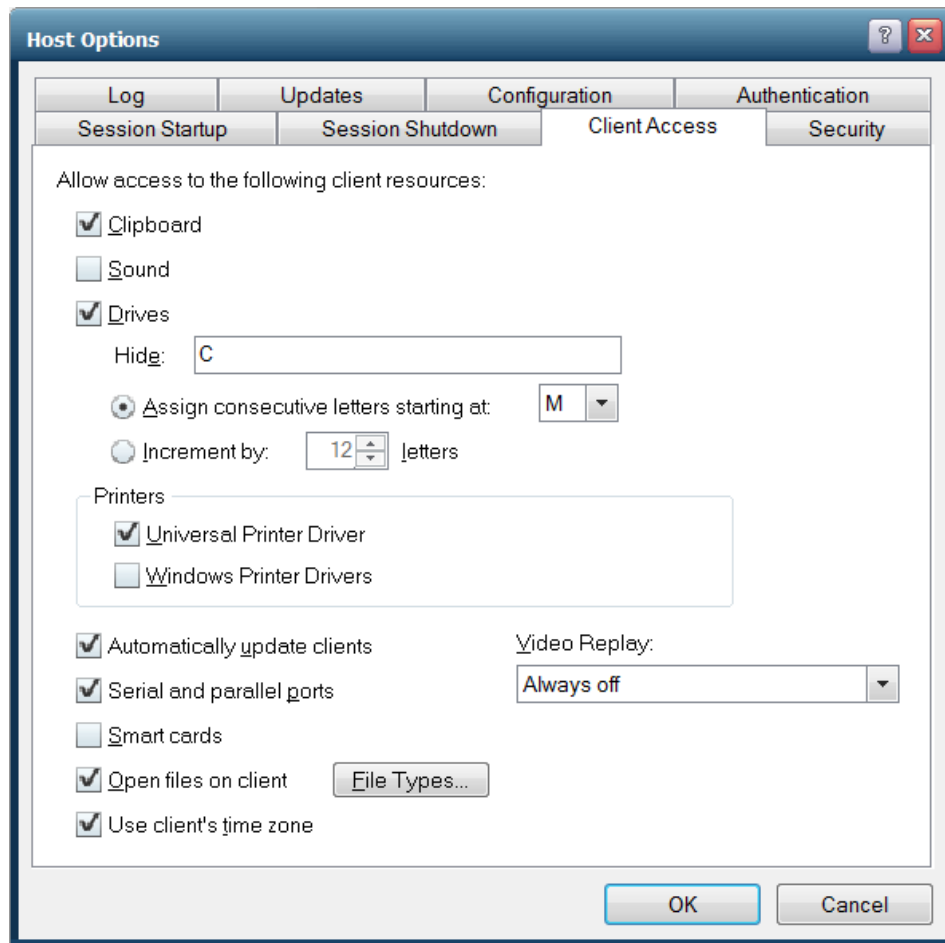 Host Options
Log Updates Configuration Authentication
Session Startup Session Shutdown Client Access Security
Allow access to the following client resources:
Clipboard
Sound
Drives
Hide: C
Assign consecutive letters starting at: M
Increment by: 12 letters
Printers
Universal Printer Driver
Windows Printer Drivers
Automatically update clients Video Replay:
Serial and parallel ports Always off
Smart cards
Open files on client File Types...
Use client's time zone
OK Cancel